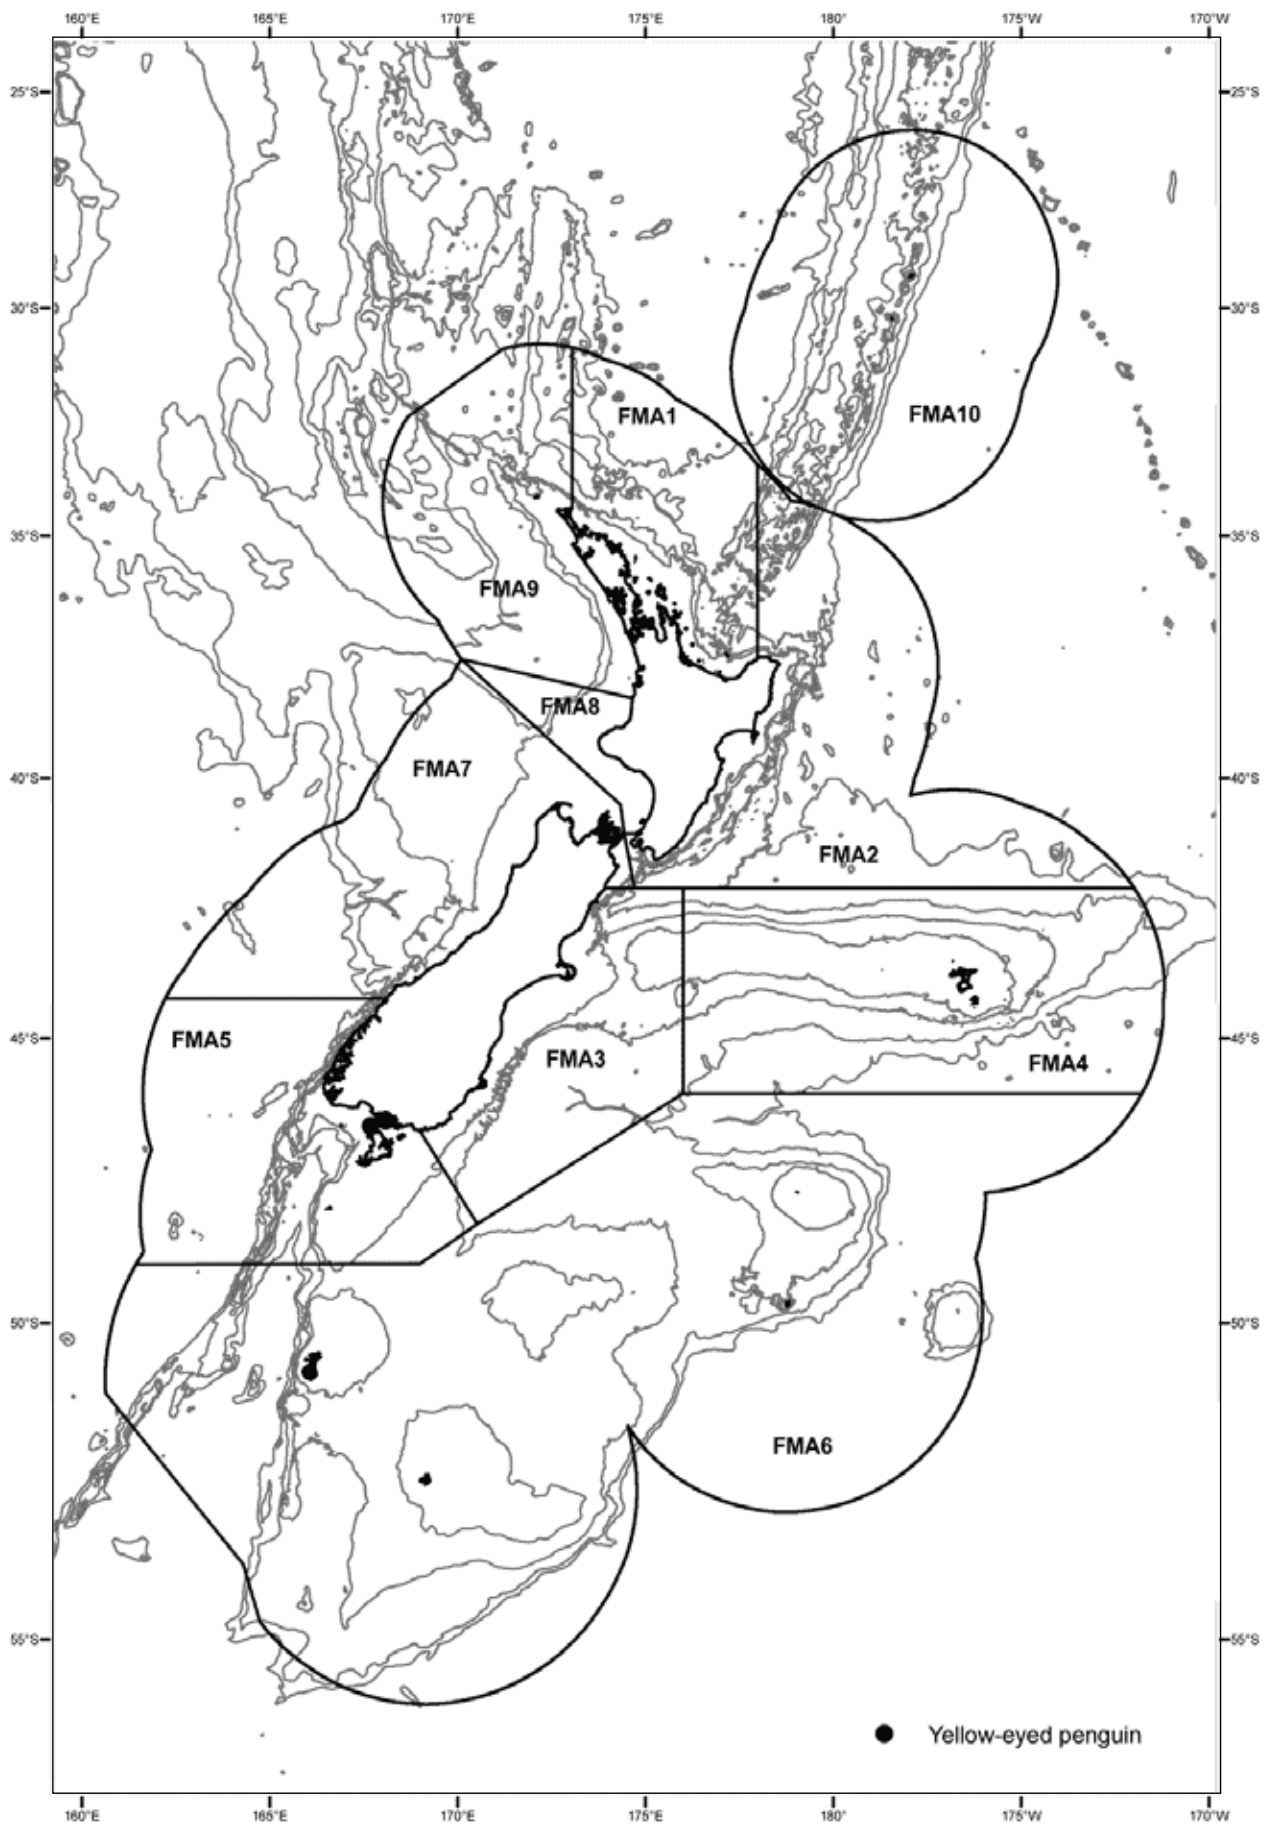 160°E 165°E 170°E 175°E 180° 175°W 170°W
25°S 25°S
30°S 30°S
FMA1
FMA10
35°S 35°S
FMA9
FMA8
FMA7
40°S 40°S
FMA2
FMA5
45°S 45°S
FMA3
FMA4
50°S 50°S
FMA6
55°S 55°S
Yellow-eyed penguin
160°E 165°E 170°E 175°E 180° 175°W 170°W